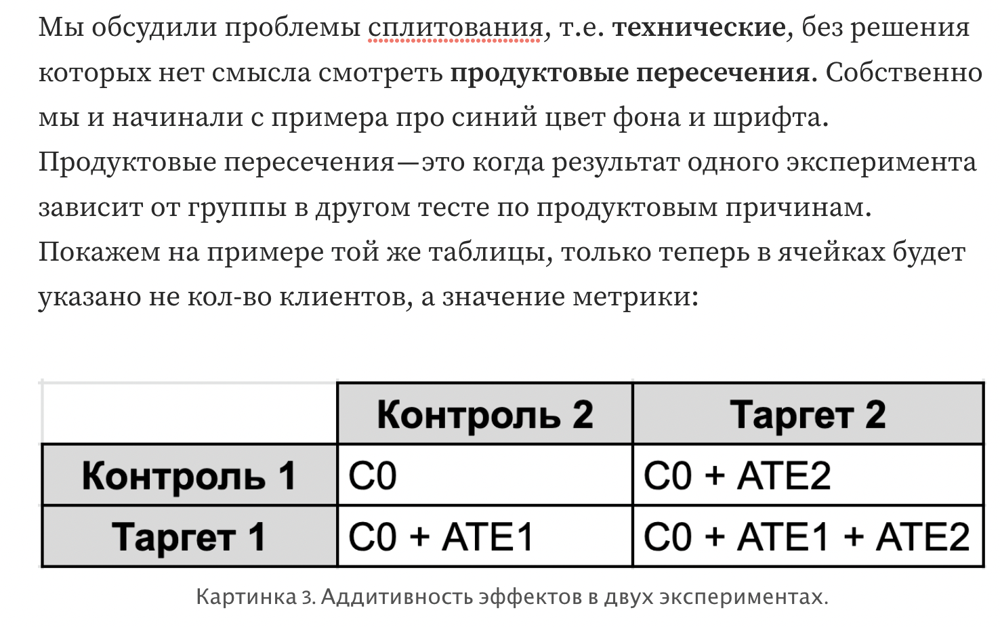 Мы обсудили проблемы сплитования, т.е. технические, без решения
которых нет смысла смотреть продуктовые пересечения. Собственно
мы и начинали с примера про синий цвет фона и шрифта.
Продуктовые пересечения—это когда результат одного эксперимента
зависит от группы в другом тесте по продуктовым причинам.
Покажем на примере той же таблицы, только теперь в ячейках будет
указано не кол-во клиентов, а значение метрики:
Контроль 2 Таргет 2
Контроль 1 C0 C0 + ATE2
Таргет 1 C0 + ATE1 C0 + ATE1 + ATE2
Картинка 3. Аддитивность эффектов в двух экспериментах.